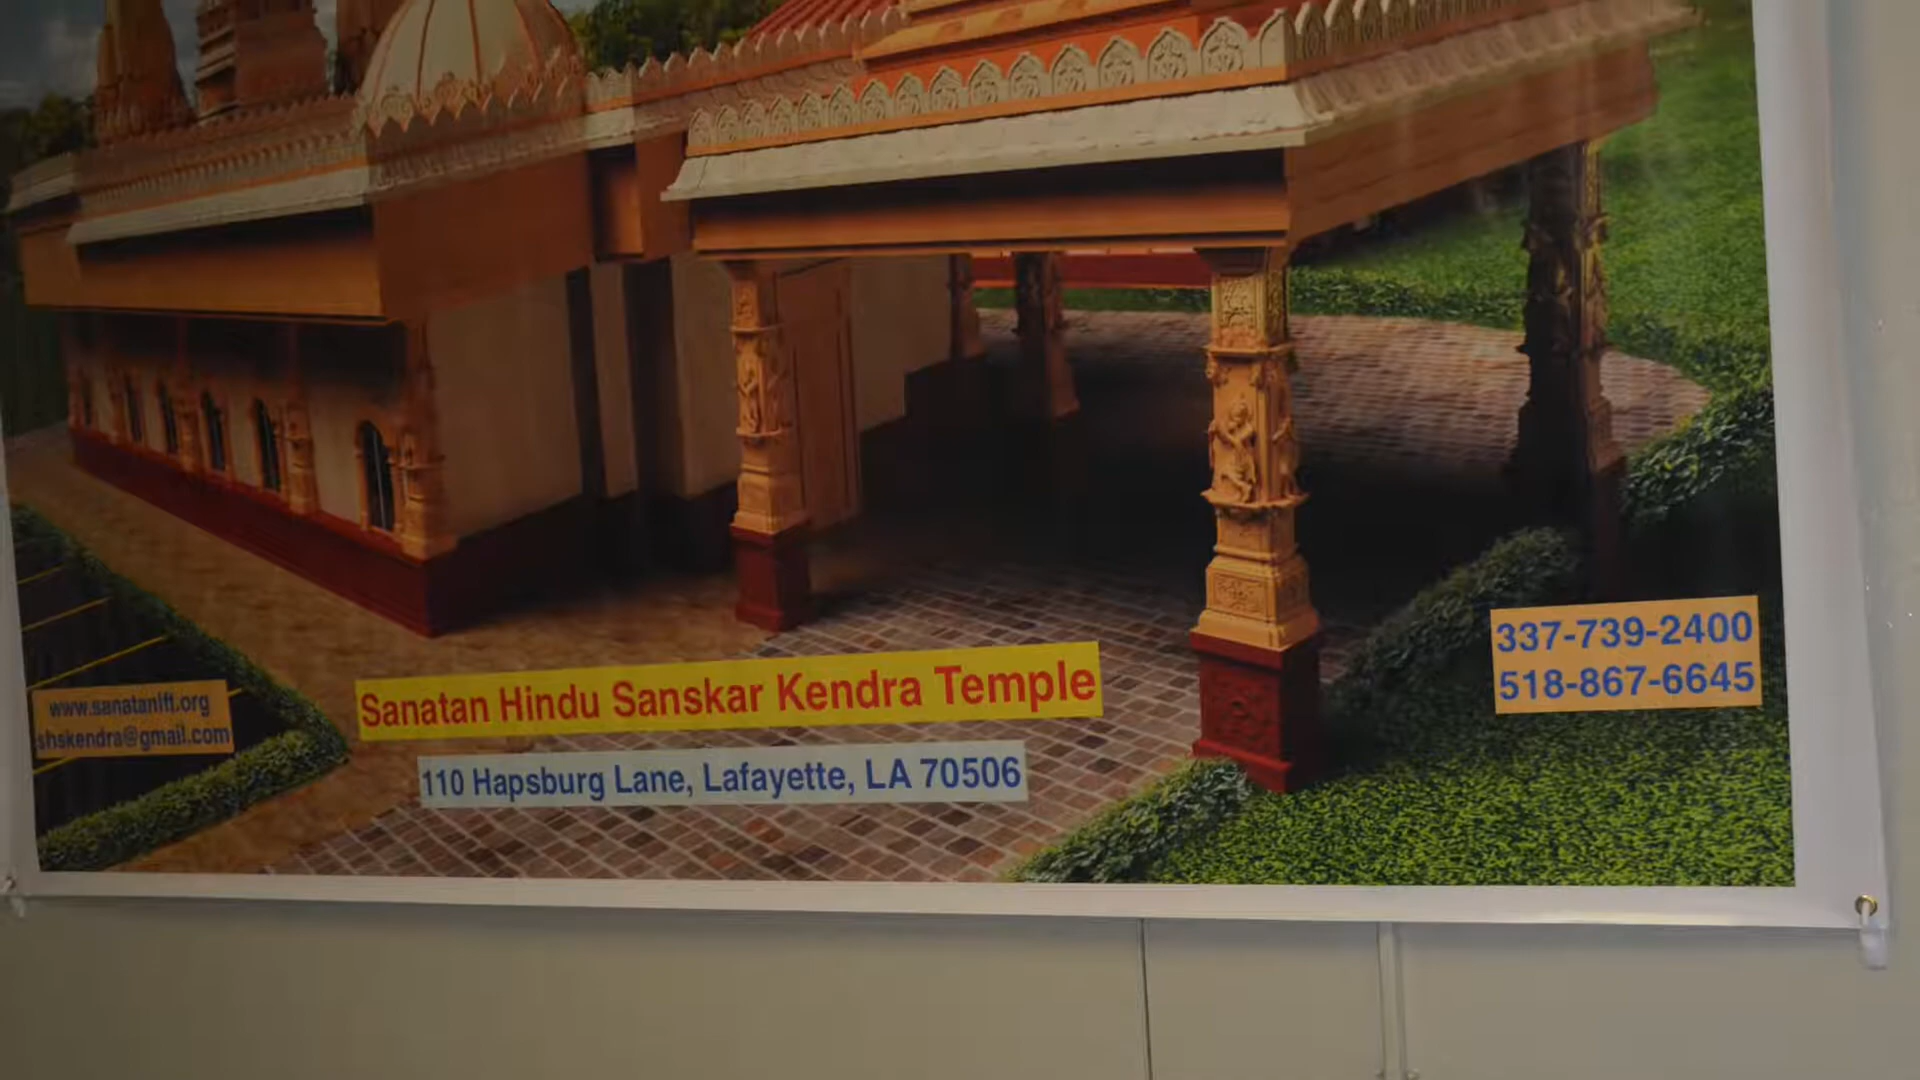 www.sanatanlft.org
shskendra@gmail.com
Sanatan Hindu Sanskar Kendra Temple
110 Hapsburg Lane, Lafayette, LA 70506
337-739-2400
518-867-6645